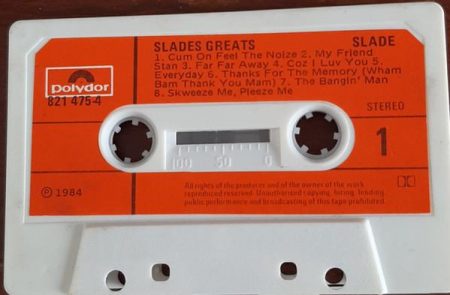 SLADES GREATS SLADE
1. Cum On Feel The Noize 2. My Friend
Stan 3. Far Far Away 4. Coz I Luv You 5.
Everyday 6. Thanks For The Memory (Wham
Bam Thank You Mam) 7. The Bangin' Man
8. Skweeze Me, Pleeze Me
polydor
821 475-4
STEREO
1
100 50 0
℗ 1984
All rights of the producer and of the owner of the work
reproduced reserved. Unauthorised copying, hiring, lending,
public performance and broadcasting of this tape prohibited